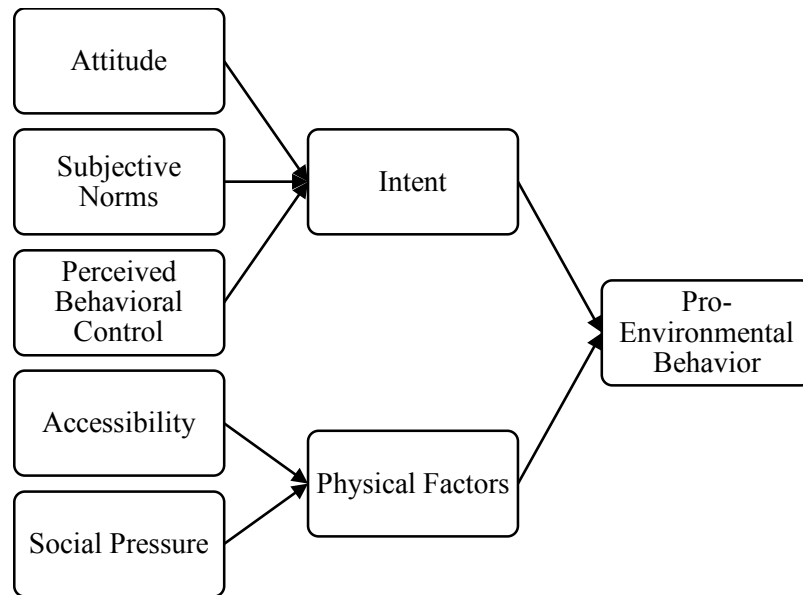 Attitude
Subjective
Norms
Perceived
Behavioral
Control
Accessibility
Social Pressure
Intent
Physical Factors
Pro-
Environmental
Behavior